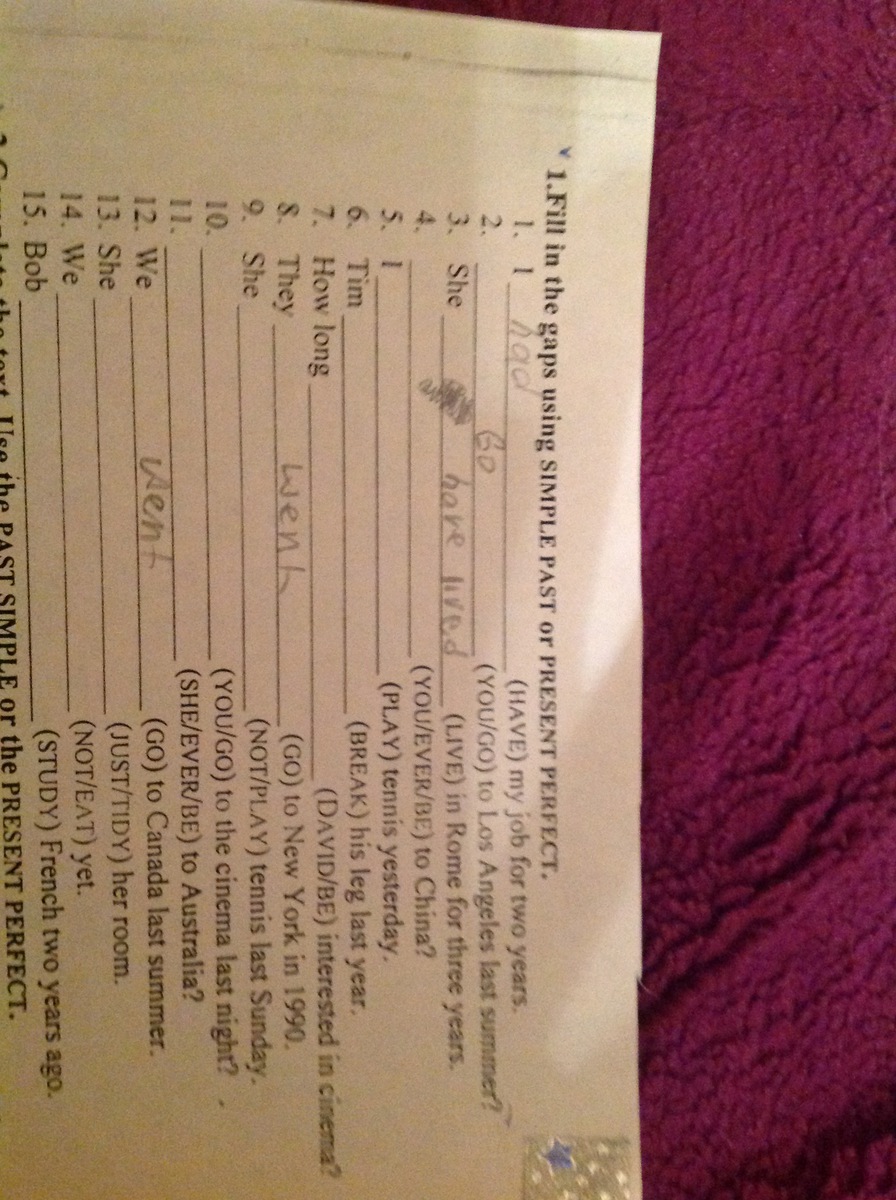 1.Fill in the gaps using SIMPLE PAST or PRESENT PERFECT.
1. I had (HAVE) my job for two years.
2. Go (YOU/GO) to Los Angeles last summer?
3. She have lived (LIVE) in Rome for three years.
4. (YOU/EVER/BE) to China?
5. I (PLAY) tennis yesterday.
6. Tim (BREAK) his leg last year.
7. How long (DAVID/BE) interested in cinema?
8. They went (GO) to New York in 1990.
9. She (NOT/PLAY) tennis last Sunday.
10. (YOU/GO) to the cinema last night?
11. (SHE/EVER/BE) to Australia?
12. We went (GO) to Canada last summer.
13. She (JUST/TIDY) her room.
14. We (NOT/EAT) yet.
15. Bob (STUDY) French two years ago.
the text. Use the PAST SIMPLE or the PRESENT PERFECT.